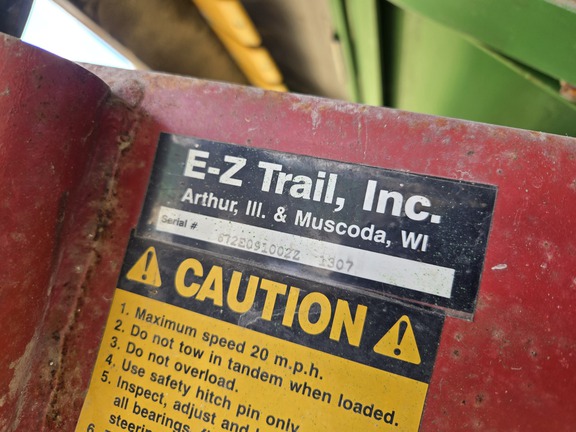 E-Z Trail, Inc.
Arthur, Ill. & Muscoda, WI
Serial # 672E091002Z 1307
CAUTION
1. Maximum speed 20 m.p.h.
2. Do not tow in tandem when loaded.
3. Do not overload.
4. Use safety hitch pin only
5. Inspect, adjust and
all bearings,
steering
6.